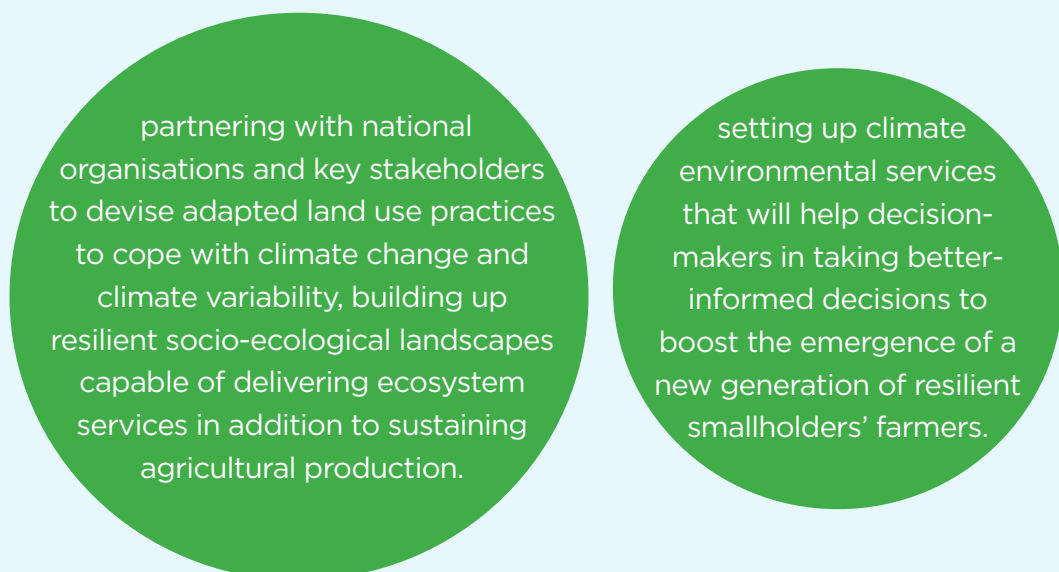 partnering with national
organisations and key stakeholders
to devise adapted land use practices
to cope with climate change and
climate variability, building up
resilient socio-ecological landscapes
capable of delivering ecosystem
services in addition to sustaining
agricultural production.
setting up climate
environmental services
that will help decision-
makers in taking better-
informed decisions to
boost the emergence of a
new generation of resilient
smallholders’ farmers.